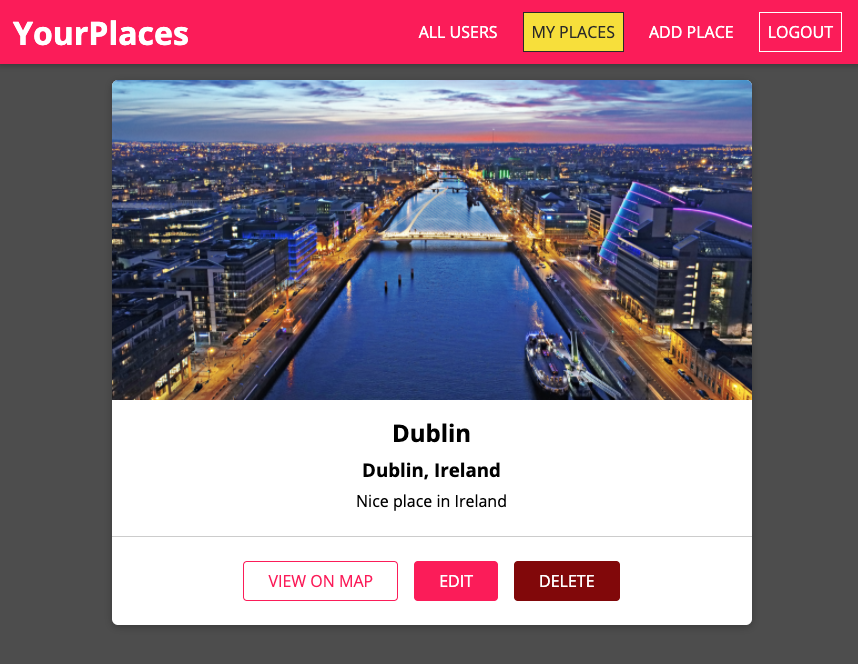 YourPlaces
ALL USERS
MY PLACES
ADD PLACE
LOGOUT
Dublin
Dublin, Ireland
Nice place in Ireland
VIEW ON MAP
EDIT
DELETE